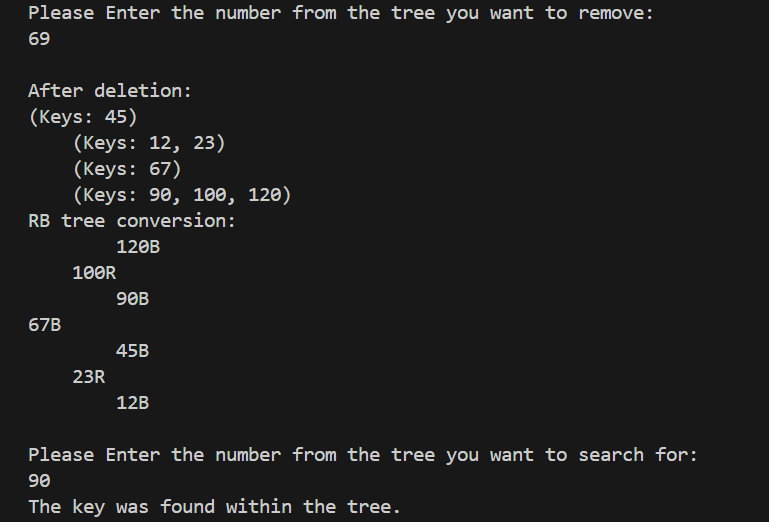 Please Enter the number from the tree you want to remove:
69
After deletion:
(Keys: 45)
    (Keys: 12, 23)
    (Keys: 67)
    (Keys: 90, 100, 120)
RB tree conversion:
        120B
    100R
        90B
67B
        45B
    23R
        12B
Please Enter the number from the tree you want to search for:
90
The key was found within the tree.